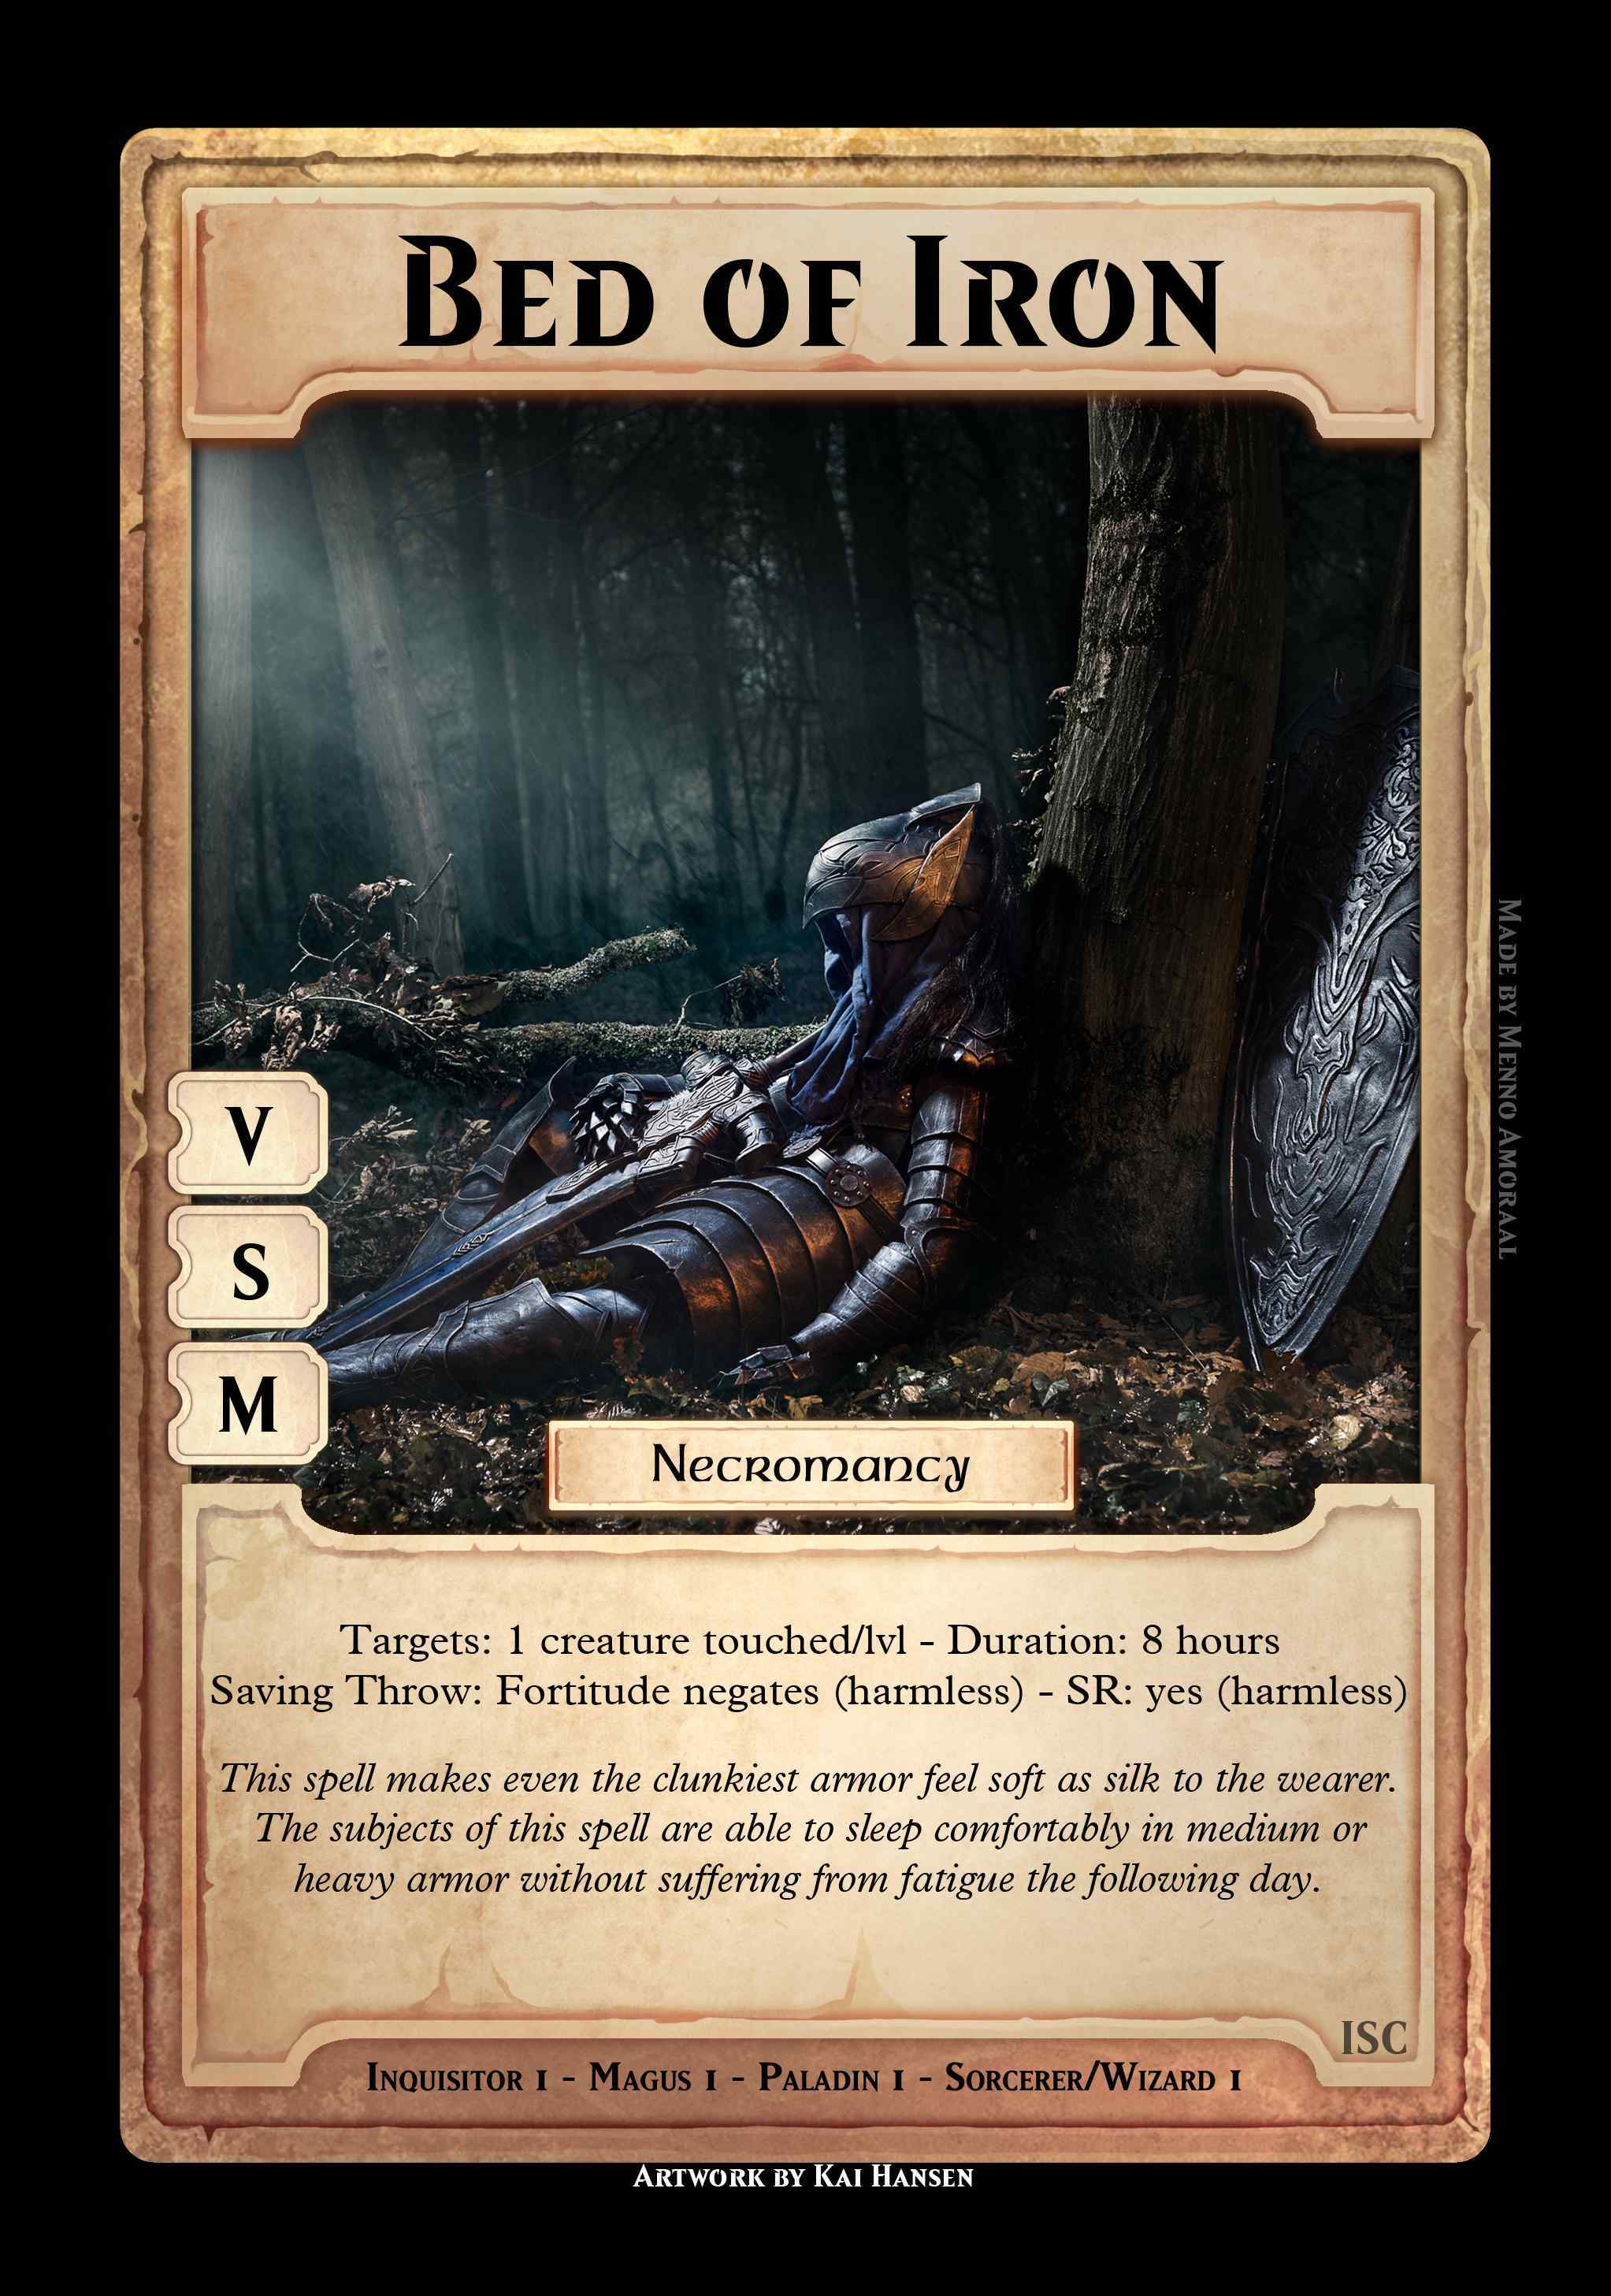 Bed of Iron
V
S
M
Necromancy
Targets: 1 creature touched/lvl - Duration: 8 hours
Saving Throw: Fortitude negates (harmless) - SR: yes (harmless)
This spell makes even the clunkiest armor feel soft as silk to the wearer.
The subjects of this spell are able to sleep comfortably in medium or
heavy armor without suffering from fatigue the following day.
ISC
Inquisitor 1 - Magus 1 - Paladin 1 - Sorcerer/Wizard 1
Artwork by Kai Hansen
Made by Menno Amoraal